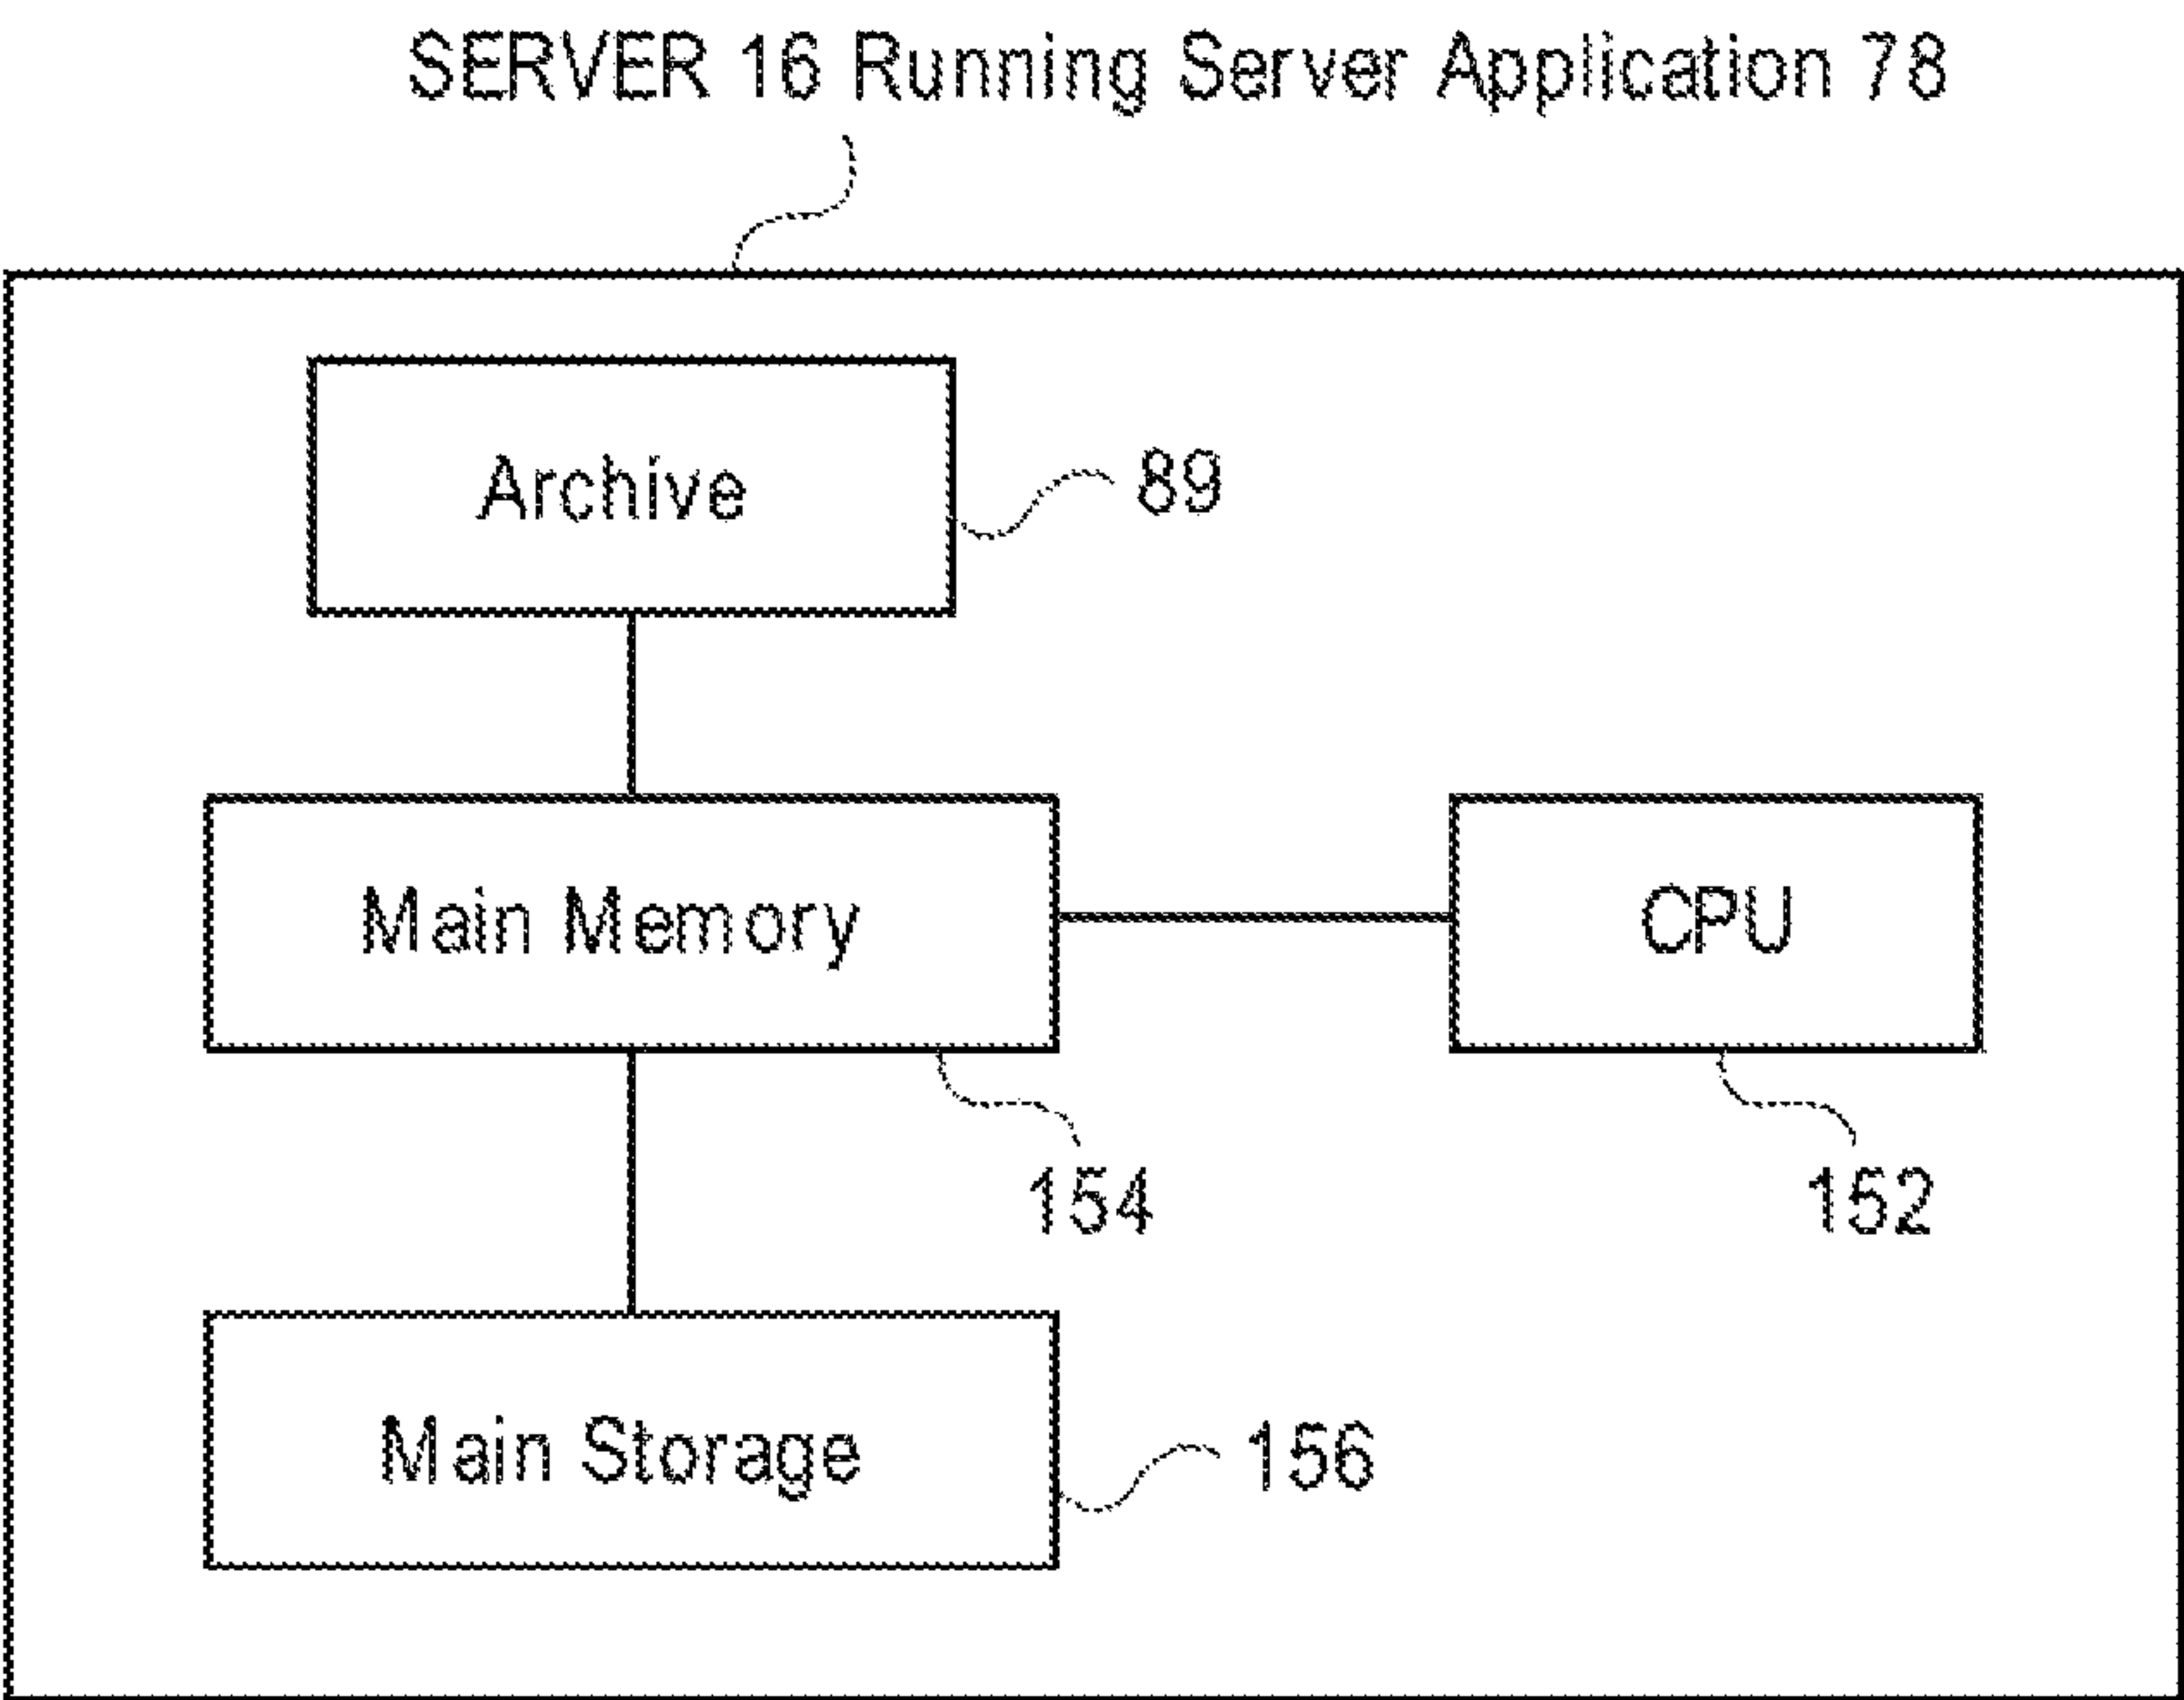 SERVER 16 Running Server Application 78
Archive
89
Main Memory
CPU
154
152
Main Storage
156